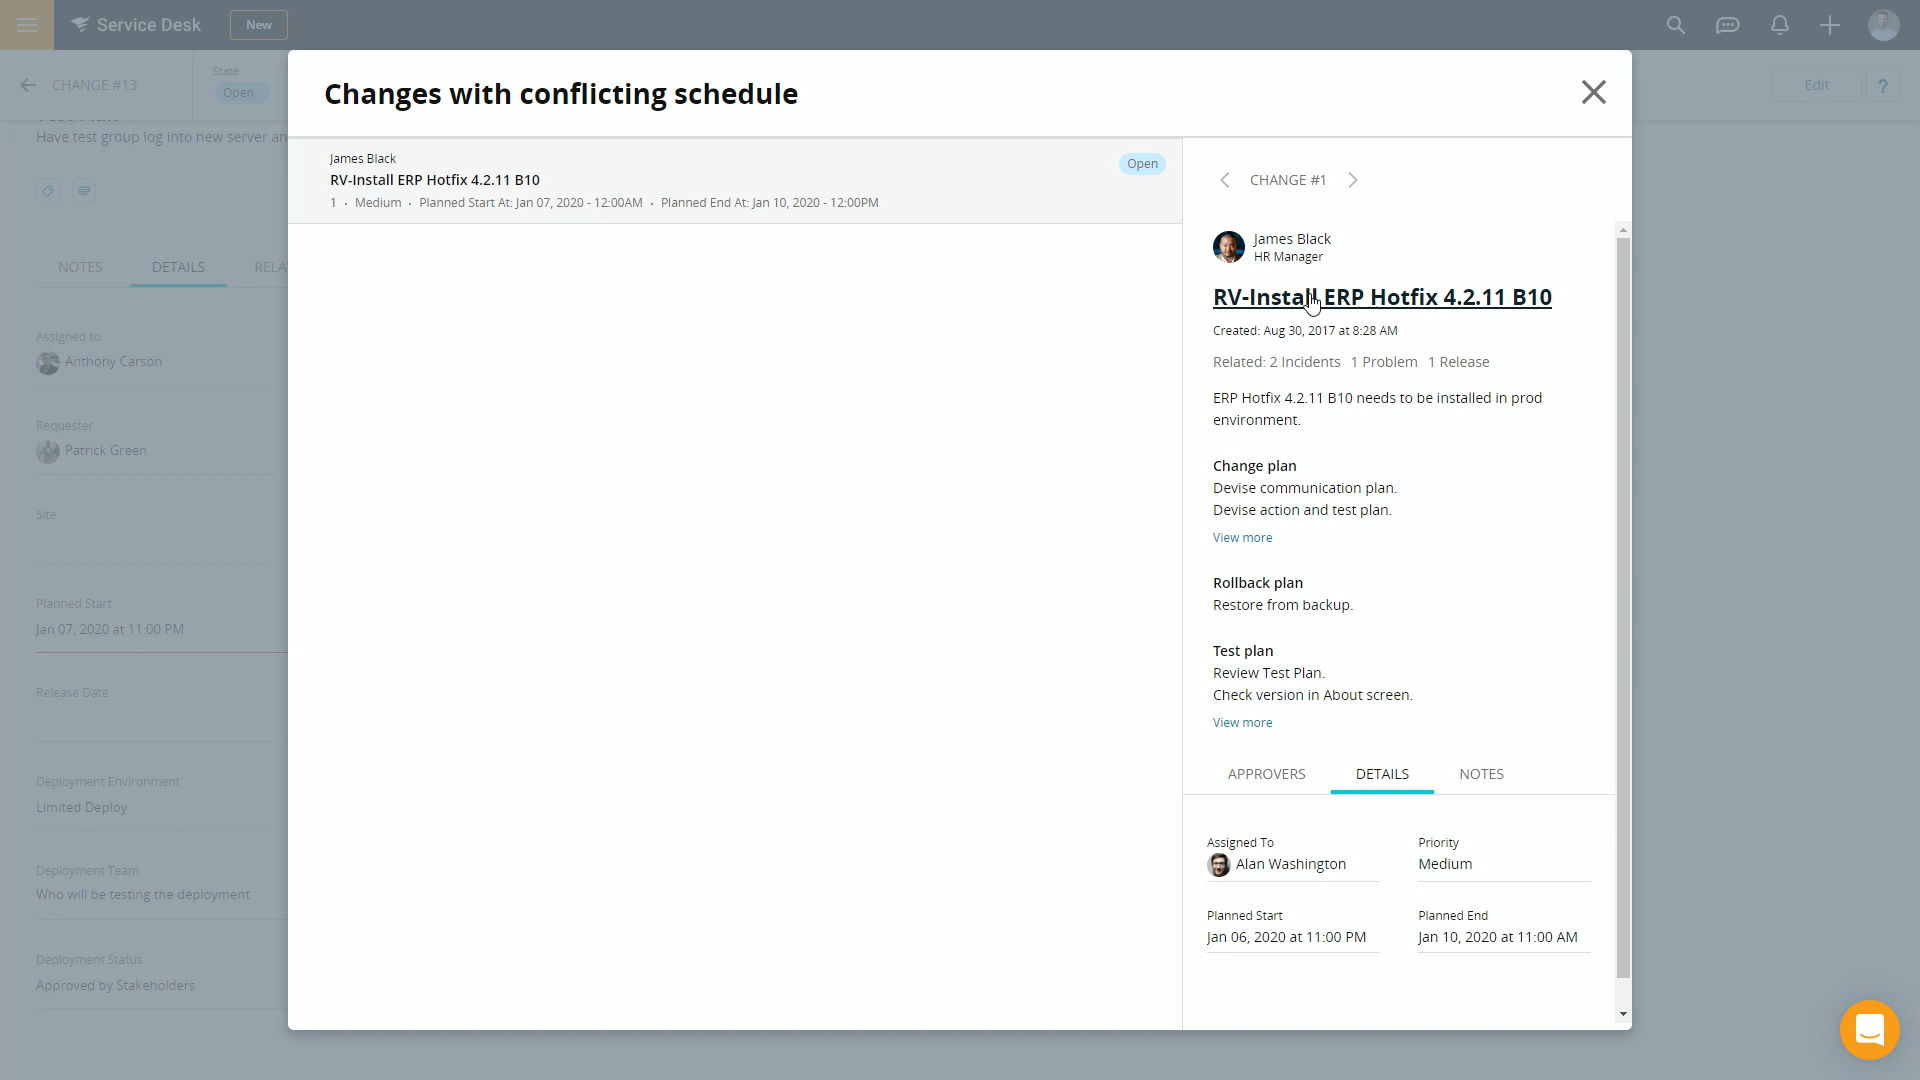 Service Desk
New
CHANGE #13
State
Open
Edit
?
Have test group log into new server an
NOTES
DETAILS
RELA
Assigned to
Anthony Carson
Requester
Patrick Green
Site
Planned Start
Jan 07, 2020 at 11:00 PM
Release Date
Deployment Environment
Limited Deploy
Deployment Team
Who will be testing the deployment
Deployment Status
Approved by Stakeholders
Changes with conflicting schedule
James Black
Open
RV-Install ERP Hotfix 4.2.11 B10
1 · Medium · Planned Start At: Jan 07, 2020 - 12:00AM · Planned End At: Jan 10, 2020 - 12:00PM
CHANGE #1
James Black
HR Manager
RV-Install ERP Hotfix 4.2.11 B10
Created: Aug 30, 2017 at 8:28 AM
Related: 2 Incidents 1 Problem 1 Release
ERP Hotfix 4.2.11 B10 needs to be installed in prod
environment.
Change plan
Devise communication plan.
Devise action and test plan.
View more
Rollback plan
Restore from backup.
Test plan
Review Test Plan.
Check version in About screen.
View more
APPROVERS
DETAILS
NOTES
Assigned To
Alan Washington
Priority
Medium
Planned Start
Jan 06, 2020 at 11:00 PM
Planned End
Jan 10, 2020 at 11:00 AM